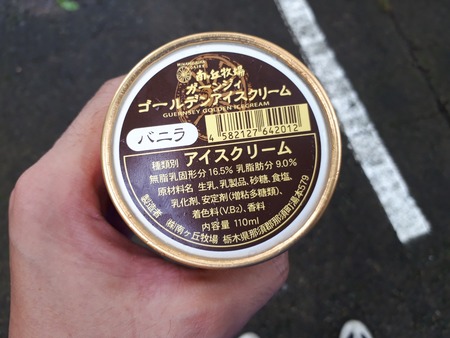 MINAMIGAOKA
DAIRY
南ヶ丘牧場
ガーンジィ
ゴールデンアイスクリーム
GUERNSEY GOLDEN ICECREAM
バニラ
4 582127 642012
種類別 アイスクリーム
無脂乳固形分 16.5% 乳脂肪分 9.0%
原材料名 生乳、乳製品、砂糖、食塩、
乳化剤、安定剤(増粘多糖類)、
着色料(V.B₂)、香料
内容量 110ml
製造者 ㈱南ヶ丘牧場 栃木県那須郡那須町湯本579